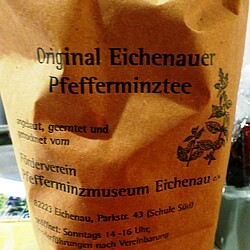 Original Eichenauer
Pfefferminztee
angebaut, geerntet und
getrocknet vom
Förderverein
Pfefferminzmuseum Eichenau e.V.
82223 Eichenau, Parkstr. 43 (Schule Süd)
geöffnet: Sonntags 14 -16 Uhr,
Führungen nach Vereinbarung